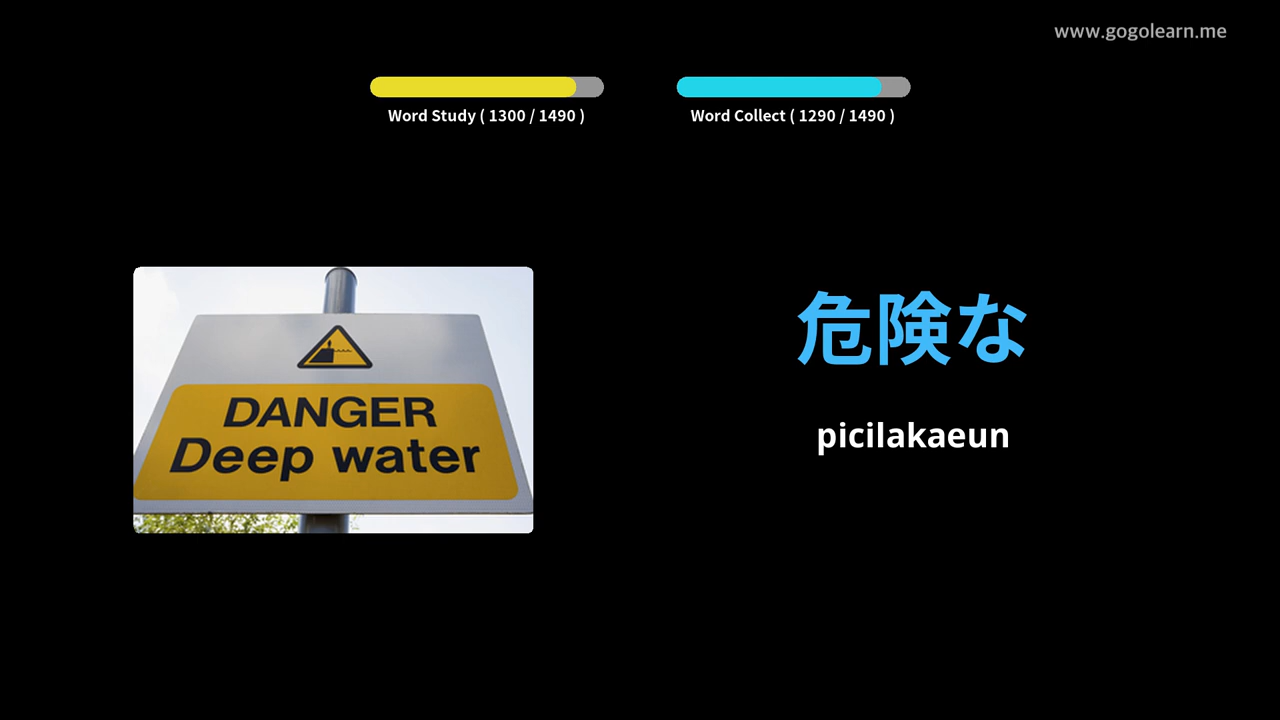 www.gogolearn.me
Word Study ( 1300 / 1490 )
Word Collect ( 1290 / 1490 )
DANGER
Deep water
危険な
picilakaeun